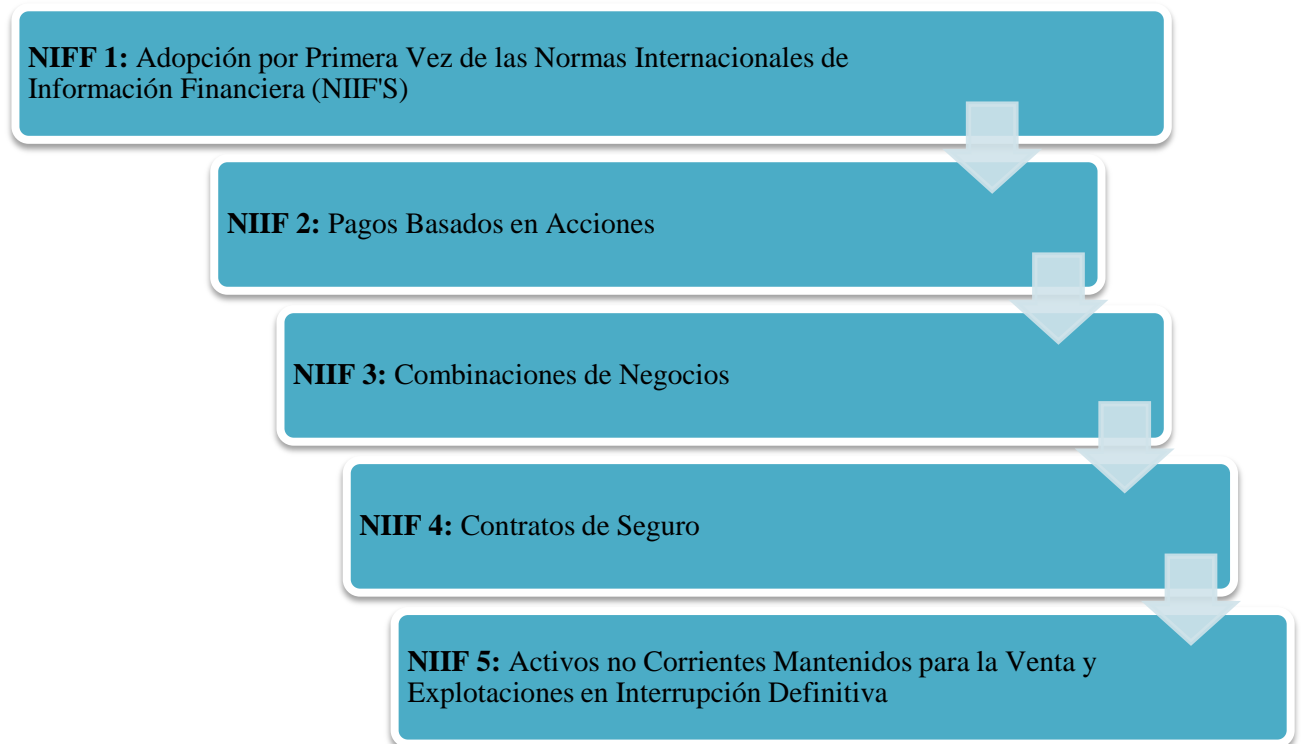 NIFF 1: Adopción por Primera Vez de las Normas Internacionales de
Información Financiera (NIIF'S)
NIIF 2: Pagos Basados en Acciones
NIIF 3: Combinaciones de Negocios
NIIF 4: Contratos de Seguro
NIIF 5: Activos no Corrientes Mantenidos para la Venta y
Explotaciones en Interrupción Definitiva